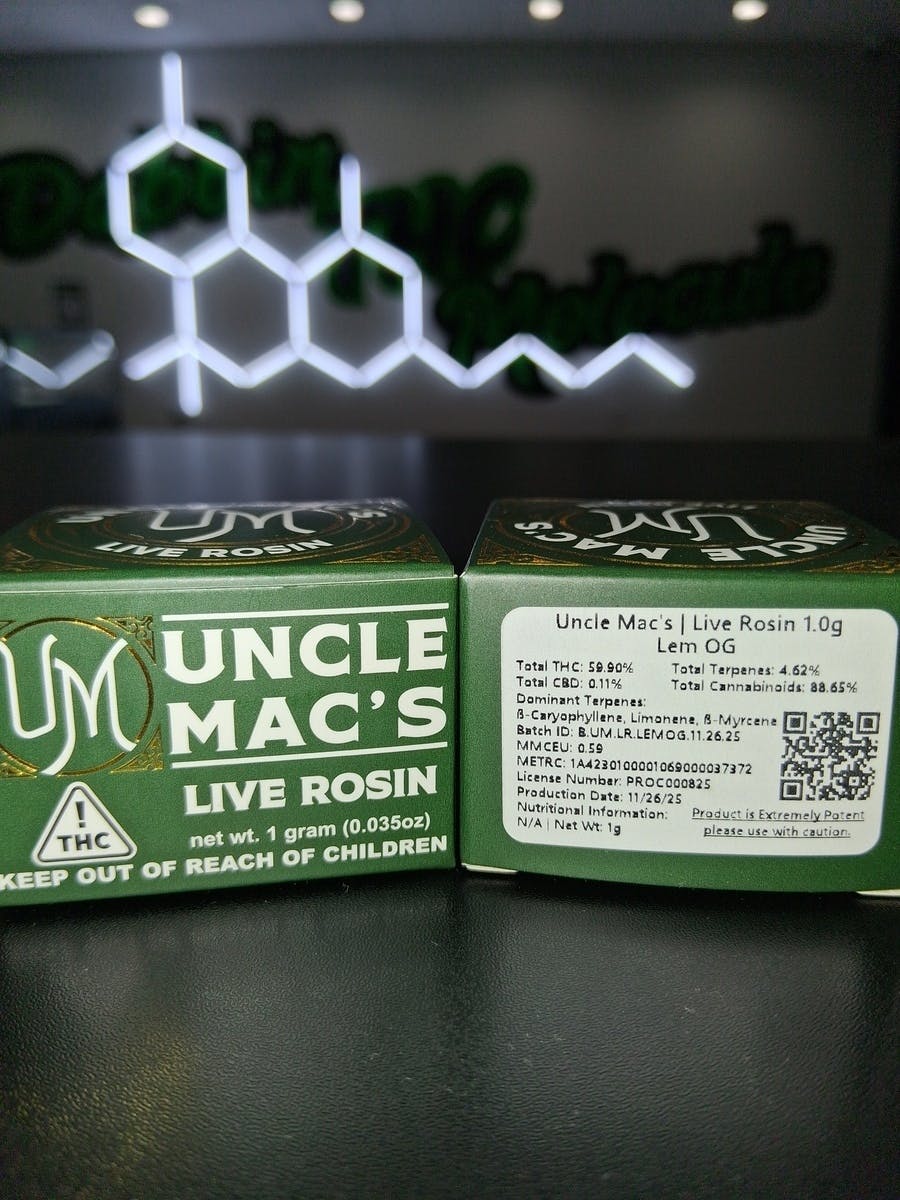 UM
LIVE ROSIN
UNCLE MAC'S
UM
UM
UNCLE
MAC'S
LIVE ROSIN
net wt. 1 gram (0.035oz)
! THC
KEEP OUT OF REACH OF CHILDREN
Uncle Mac's | Live Rosin 1.0g
Lem OG
Total THC: 59.90% Total Terpenes: 4.62%
Total CBD: 0.11% Total Cannabinoids: 88.65%
Dominant Terpenes:
ß-Caryophyllene, Limonene, ß-Myrcene
Batch ID: B.UM.LR.LEMOG.11.26.25
MMCEU: 0.59
METRC: 1A4230100001069000037372
License Number: PROC000825
Production Date: 11/26/25
Nutritional Information:
N/A | Net Wt: 1g
Product is Extremely Potent
please use with caution.